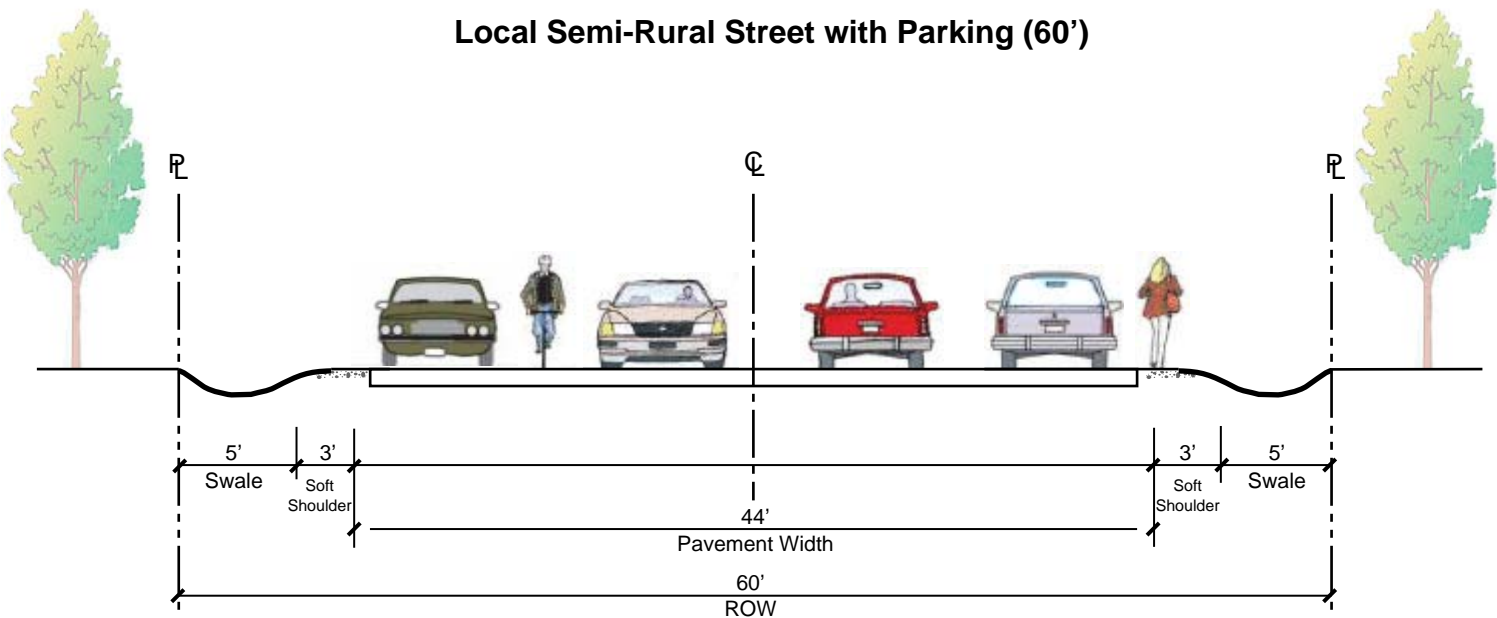 Local Semi-Rural Street with Parking (60’)
PL
CL
PL
5’
3’
3’
5’
Swale
Soft
Shoulder
Soft
Shoulder
Swale
44’
Pavement Width
60’
ROW